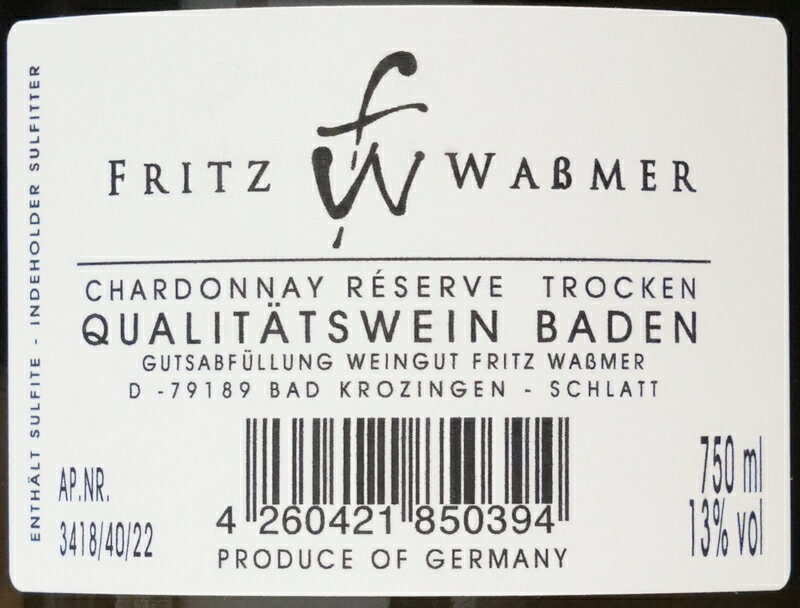 FRITZ fw WAßMER
CHARDONNAY RÉSERVE TROCKEN
QUALITÄTSWEIN BADEN
GUTSABFÜLLUNG WEINGUT FRITZ WAßMER
D -79189 BAD KROZINGEN - SCHLATT
ENTHÄLT SULFITE - INDEHOLDER SULFITTER
AP.NR.
3418/40/22
4 260421 850394
PRODUCE OF GERMANY
750 ml
13% vol